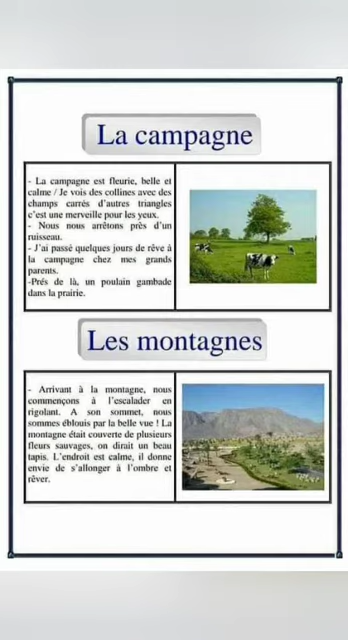 La campagne
- La campagne est fleurie, belle et
calme / Je vois des collines avec des
champs carrés d'autres triangles
c'est une merveille pour les yeux.
- Nous nous arrêtons près d'un
ruisseau.
- J'ai passé quelques jours de rêve à
la campagne chez mes grands
parents.
-Prés de là, un poulain gambade
dans la prairie.
Les montagnes
- Arrivant à la montagne, nous
commençons à l'escalader en
rigolant. A son sommet, nous
sommes éblouis par la belle vue ! La
montagne était couverte de plusieurs
fleurs sauvages, on dirait un beau
tapis. L'endroit est calme, il donne
envie de s'allonger à l'ombre et
rêver.